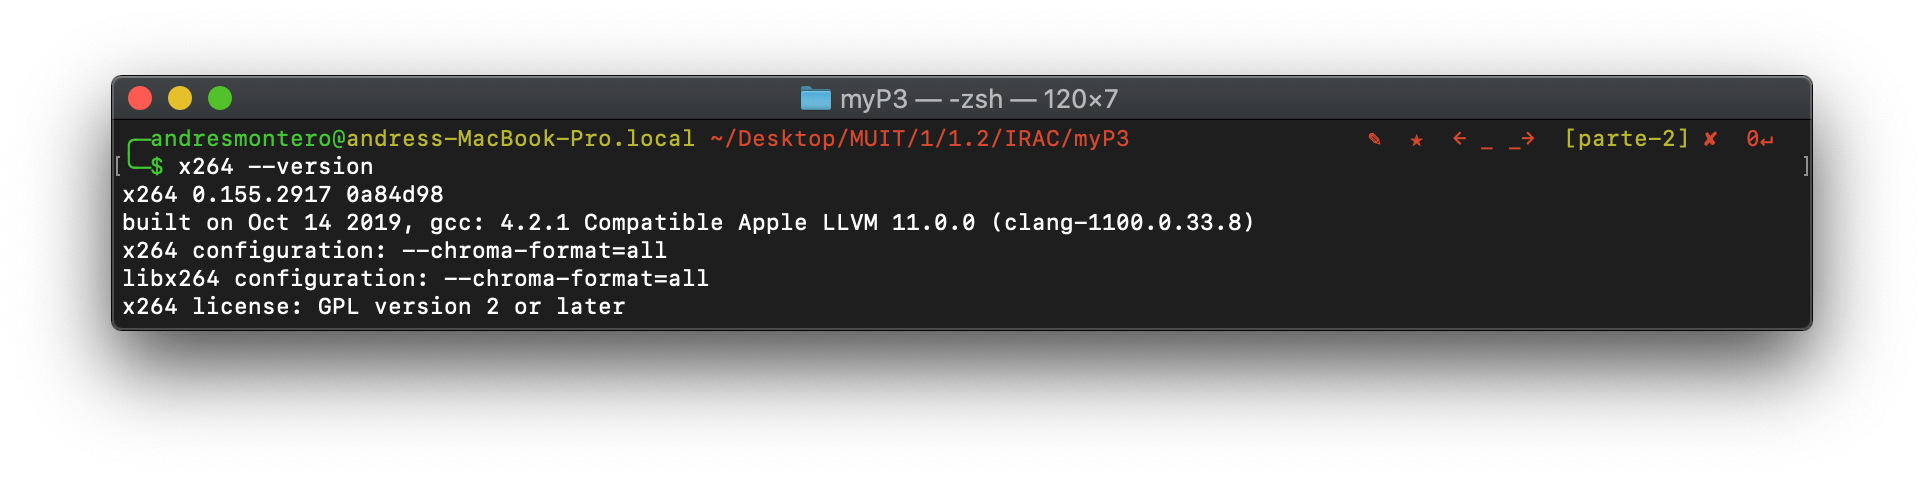 myP3 — -zsh — 120×7
╭─andresmontero@andress-MacBook-Pro.local ~/Desktop/MUIT/1/1.2/IRAC/myP3 ✎ ★ ← _ _→ [parte-2] ✘ 0↵
[╰─$ x264 --version ]
x264 0.155.2917 0a84d98
built on Oct 14 2019, gcc: 4.2.1 Compatible Apple LLVM 11.0.0 (clang-1100.0.33.8)
x264 configuration: --chroma-format=all
libx264 configuration: --chroma-format=all
x264 license: GPL version 2 or later